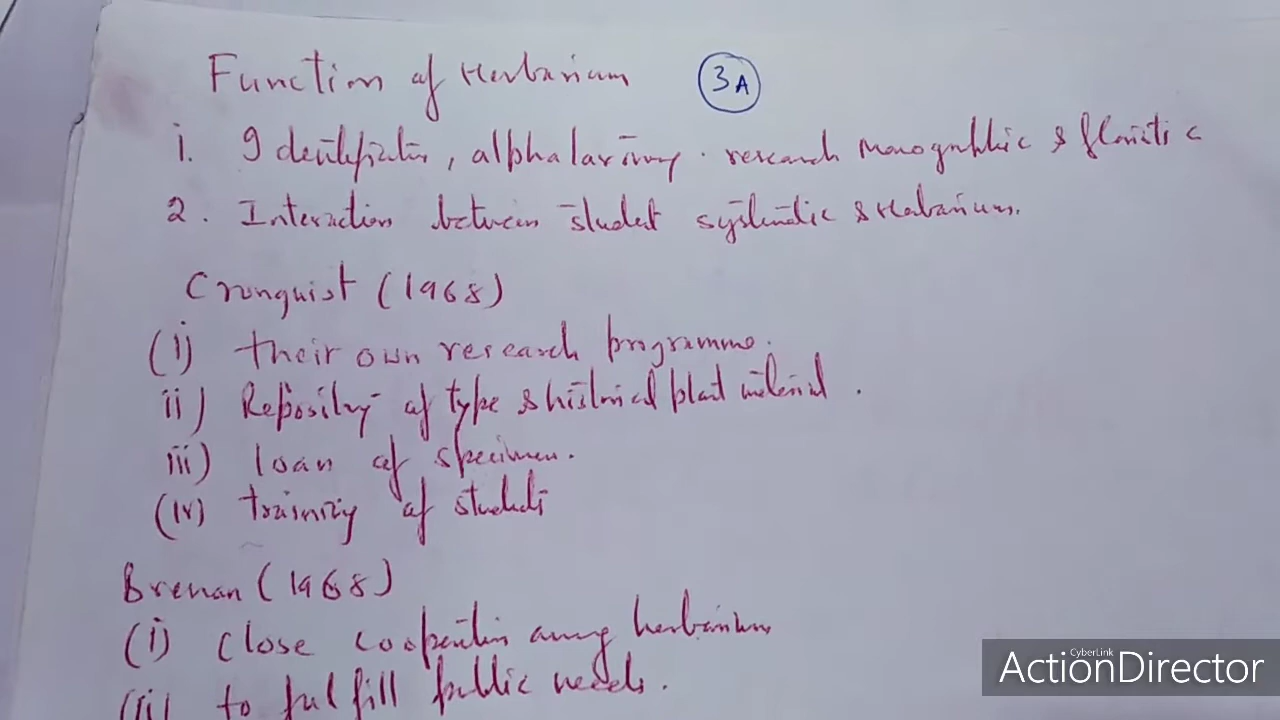 Function of Herbarium 3A
i. Identification, alpha taxonomy. research monographic & floristic
2. Interaction between student systematic & Herbarium.
Cronquist (1968)
(i) their own research programme.
ii) Repository of type & historical plant material.
iii) loan of specimen.
(iv) training of students
Brenan (1968)
(i) close cooperation among herbarium
(ii) to fulfill public needs.
CyberLink
ActionDirector